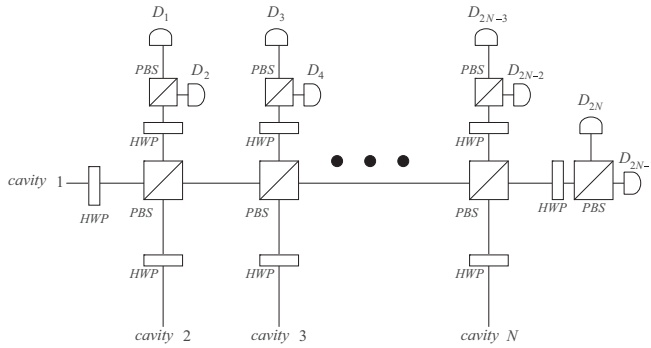 D₁ D₃ D₂N₋₃
PBS D₂ PBS D₄ PBS D₂N₋₂
D₂N
HWP HWP HWP
D₂N₋
cavity 1
HWP PBS PBS PBS HWP PBS
HWP HWP HWP
cavity 2 cavity 3 cavity N